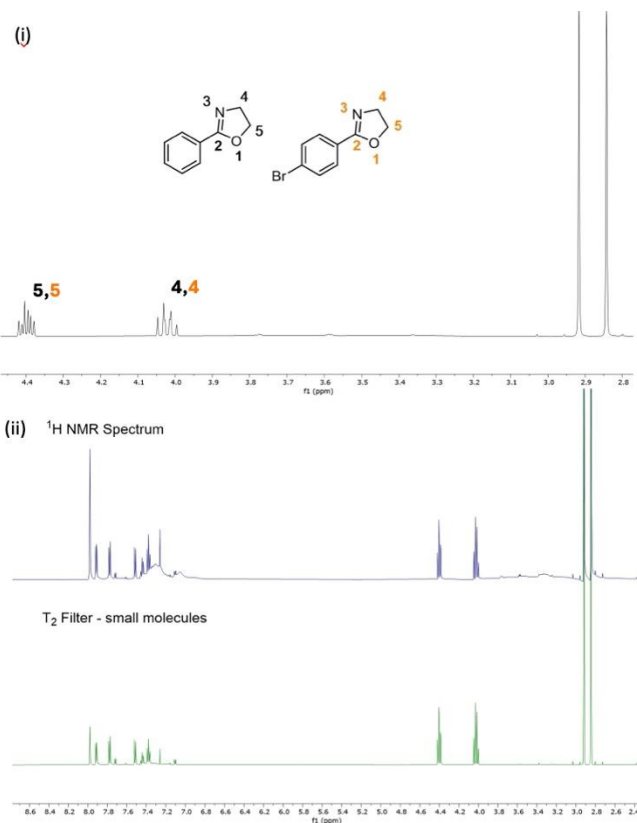 (i)
4
3
N
5
2
O
1
4
3
N
5
2
O
1
Br
5,5
4,4
4.4 4.3 4.2 4.1 4.0 3.9 3.8 3.7 3.6 3.5 3.4 3.3 3.2 3.1 3.0 2.9 2.8
f1 (ppm)
(ii) ¹H NMR Spectrum
T₂ Filter - small molecules
8.6 8.4 8.2 8.0 7.8 7.6 7.4 7.2 7.0 6.8 6.6 6.4 6.2 6.0 5.8 5.6 5.4 5.2 5.0 4.8 4.6 4.4 4.2 4.0 3.8 3.6 3.4 3.2 3.0 2.8 2.6 2.4
f1 (ppm)